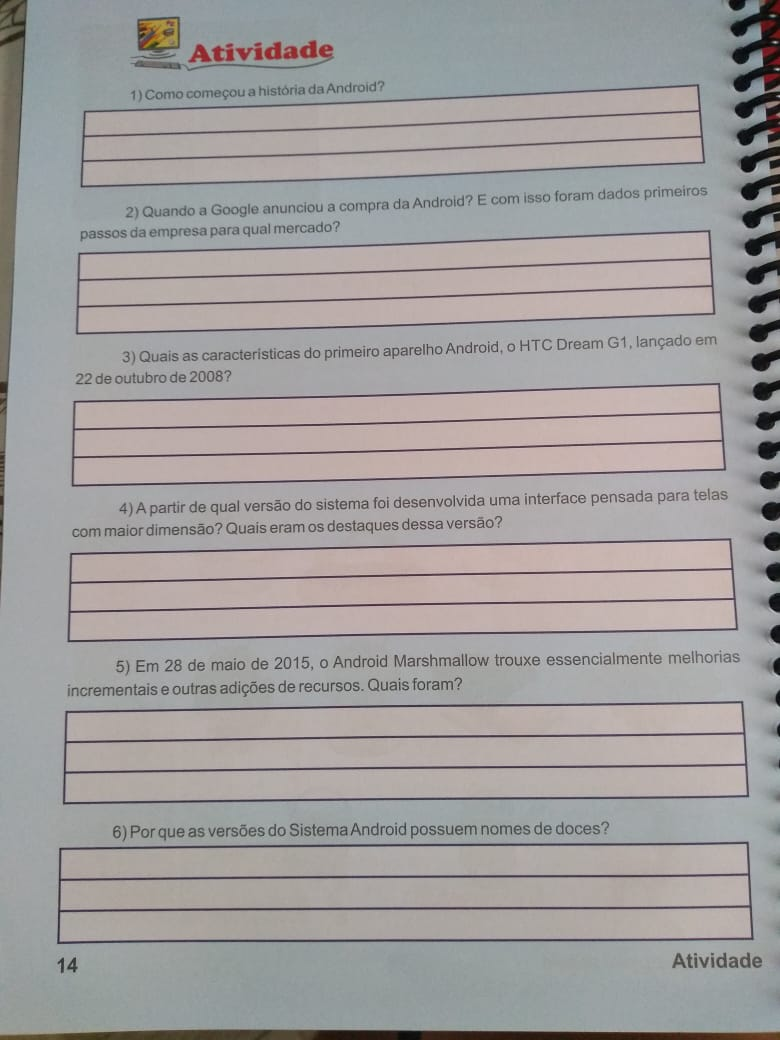 Atividade
1) Como começou a história da Android?
2) Quando a Google anunciou a compra da Android? E com isso foram dados primeiros
passos da empresa para qual mercado?
3) Quais as características do primeiro aparelho Android, o HTC Dream G1, lançado em
22 de outubro de 2008?
4) A partir de qual versão do sistema foi desenvolvida uma interface pensada para telas
com maior dimensão? Quais eram os destaques dessa versão?
5) Em 28 de maio de 2015, o Android Marshmallow trouxe essencialmente melhorias
incrementais e outras adições de recursos. Quais foram?
6) Por que as versões do Sistema Android possuem nomes de doces?
14
Atividade